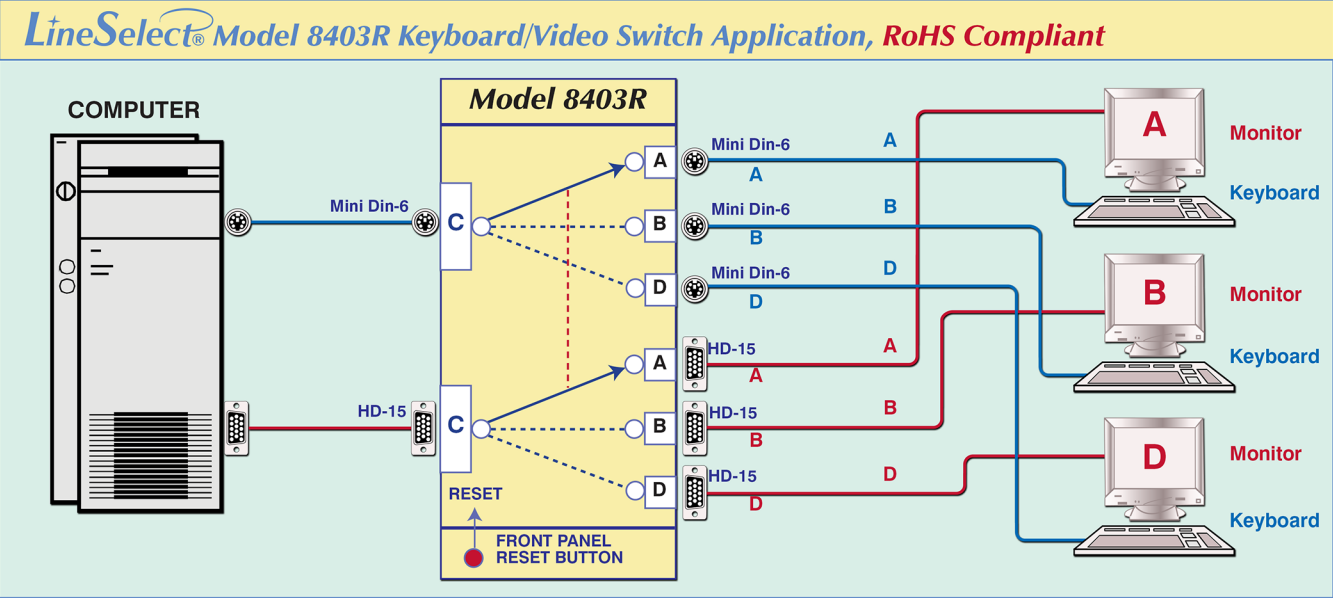 LineSelect® Model 8403R Keyboard/Video Switch Application, RoHS Compliant
COMPUTER
Model 8403R
Mini Din-6
C
A
B
D
Mini Din-6
A
A
Mini Din-6
B
B
Mini Din-6
D
D
HD-15
C
A
B
D
HD-15
A
A
HD-15
B
B
HD-15
D
D
RESET
FRONT PANEL
RESET BUTTON
A
Monitor
Keyboard
B
Monitor
Keyboard
D
Monitor
Keyboard